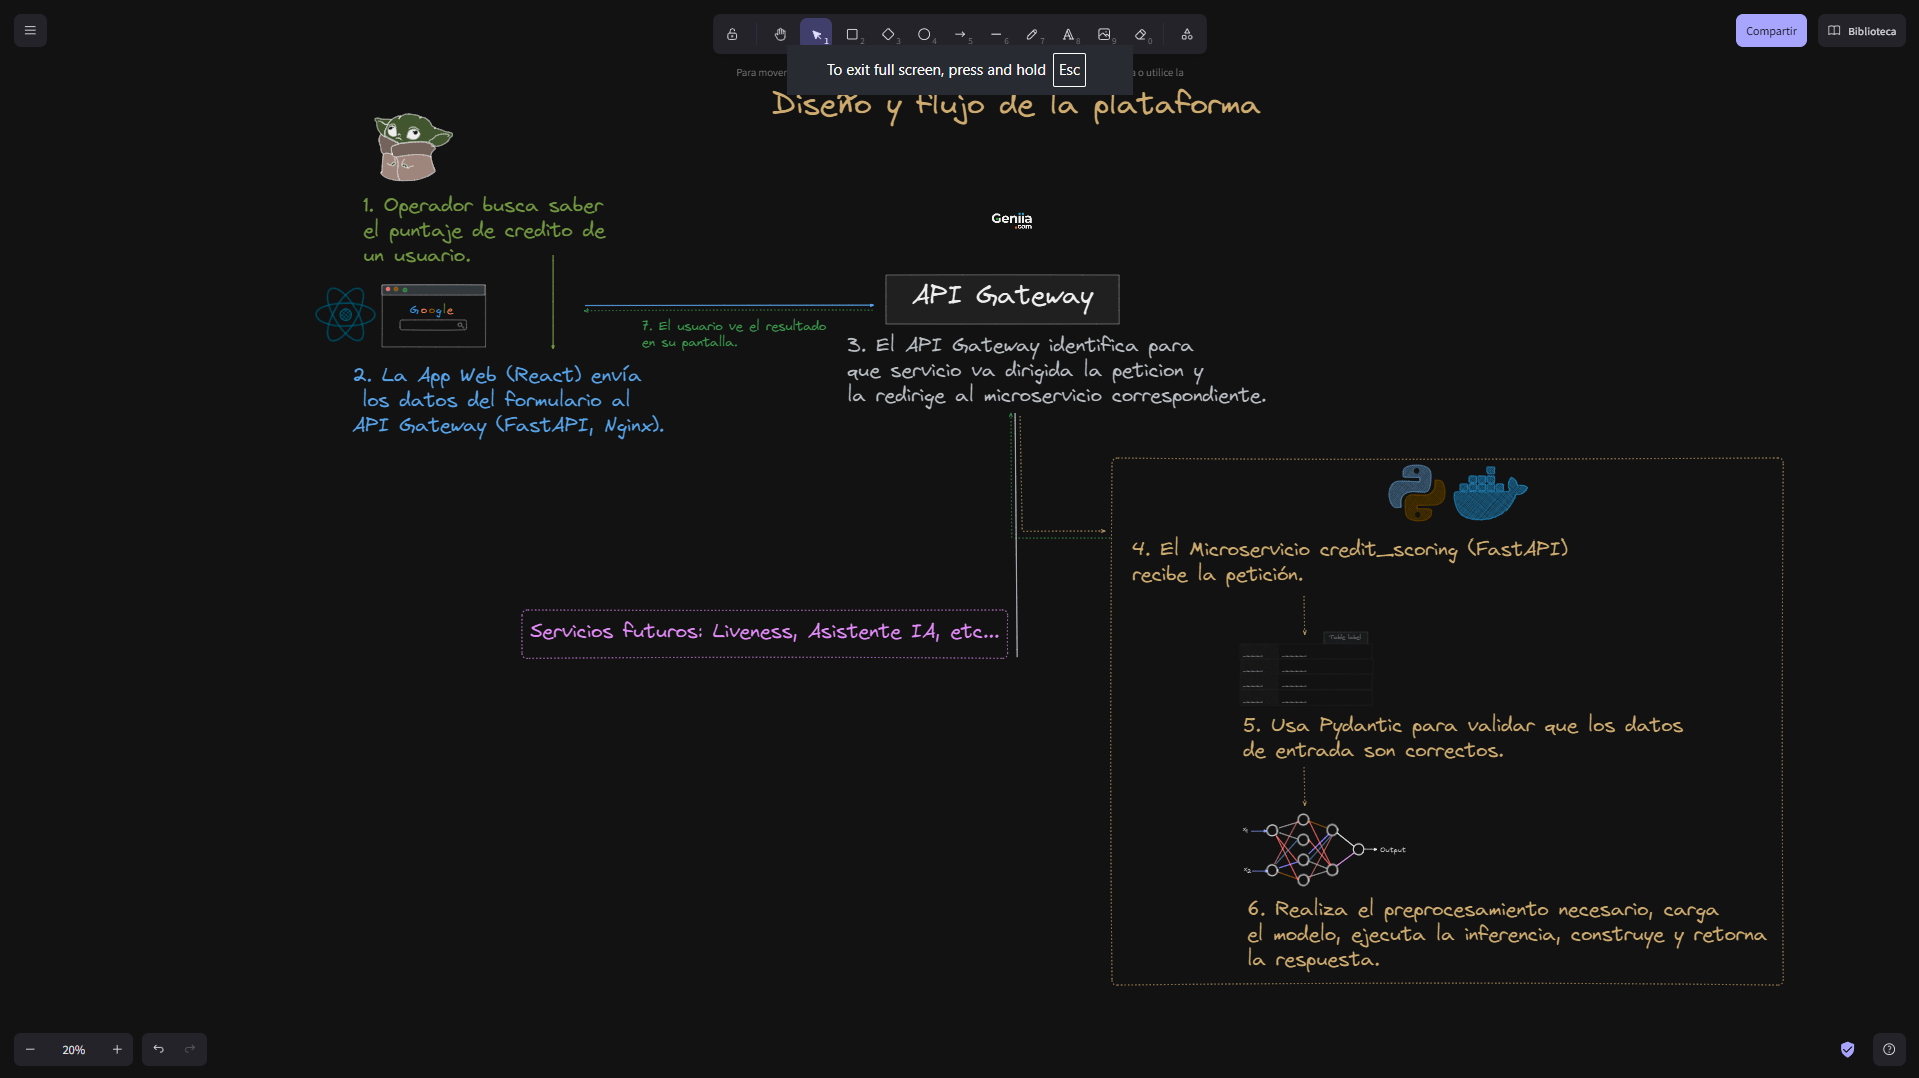 1
2
3
4
5
6
7
8
9
0
Compartir
Biblioteca
To exit full screen, press and hold Esc
Para mover
a o utilice la
Diseño y flujo de la plataforma
1. Operador busca saber
el puntaje de credito de
un usuario.
Geniia
.com
Google
API Gateway
7. El usuario ve el resultado
en su pantalla.
3. El API Gateway identifica para
que servicio va dirigida la peticion y
la redirige al microservicio correspondiente.
2. La App Web (React) envía
los datos del formulario al
API Gateway (FastAPI, Nginx).
4. El Microservicio credit_scoring (FastAPI)
recibe la petición.
Servicios futuros: Liveness, Asistente IA, etc...
Table label
5. Usa Pydantic para validar que los datos
de entrada son correctos.
x1
Output
x2
6. Realiza el preprocesamiento necesario, carga
el modelo, ejecuta la inferencia, construye y retorna
la respuesta.
20%